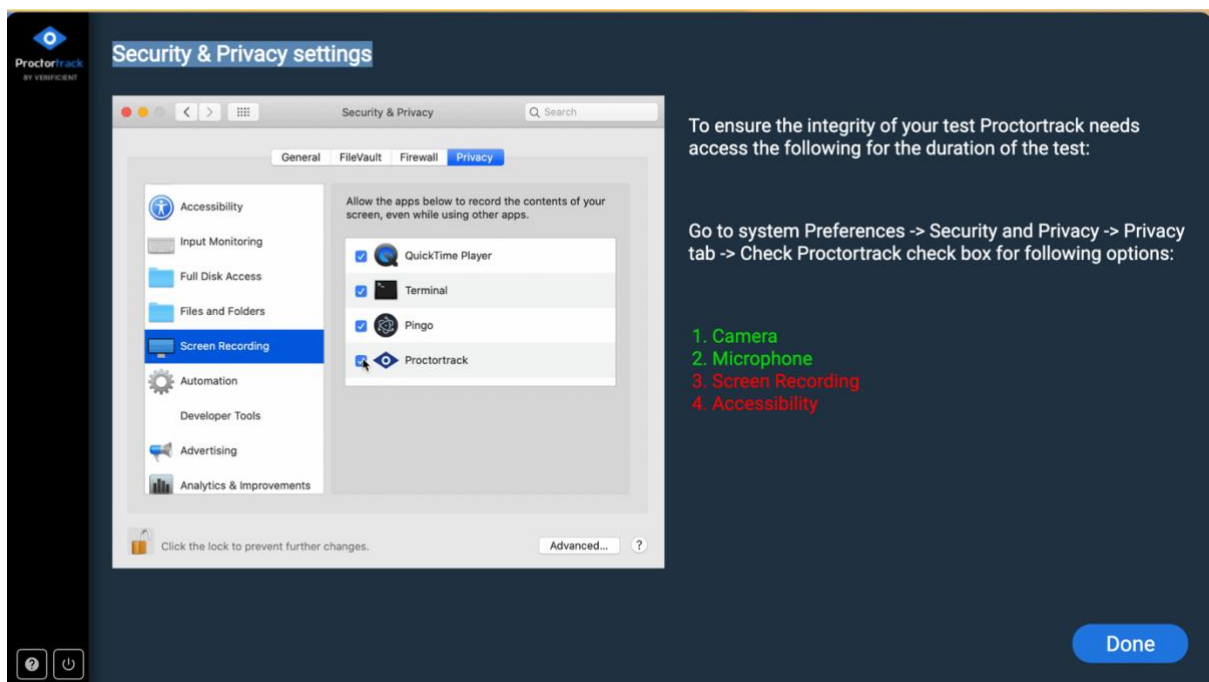 Proctortrack
BY VERIFICIENT
Security & Privacy settings
Security & Privacy
Search
General FileVault Firewall Privacy
Accessibility
Input Monitoring
Full Disk Access
Files and Folders
Screen Recording
Automation
Developer Tools
Advertising
Analytics & Improvements
Allow the apps below to record the contents of your
screen, even while using other apps.
QuickTime Player
Terminal
Pingo
Proctortrack
Click the lock to prevent further changes.
Advanced...
?
To ensure the integrity of your test Proctortrack needs
access the following for the duration of the test:
Go to system Preferences -> Security and Privacy -> Privacy
tab -> Check Proctortrack check box for following options:
1. Camera
2. Microphone
3. Screen Recording
4. Accessibility
?
Done